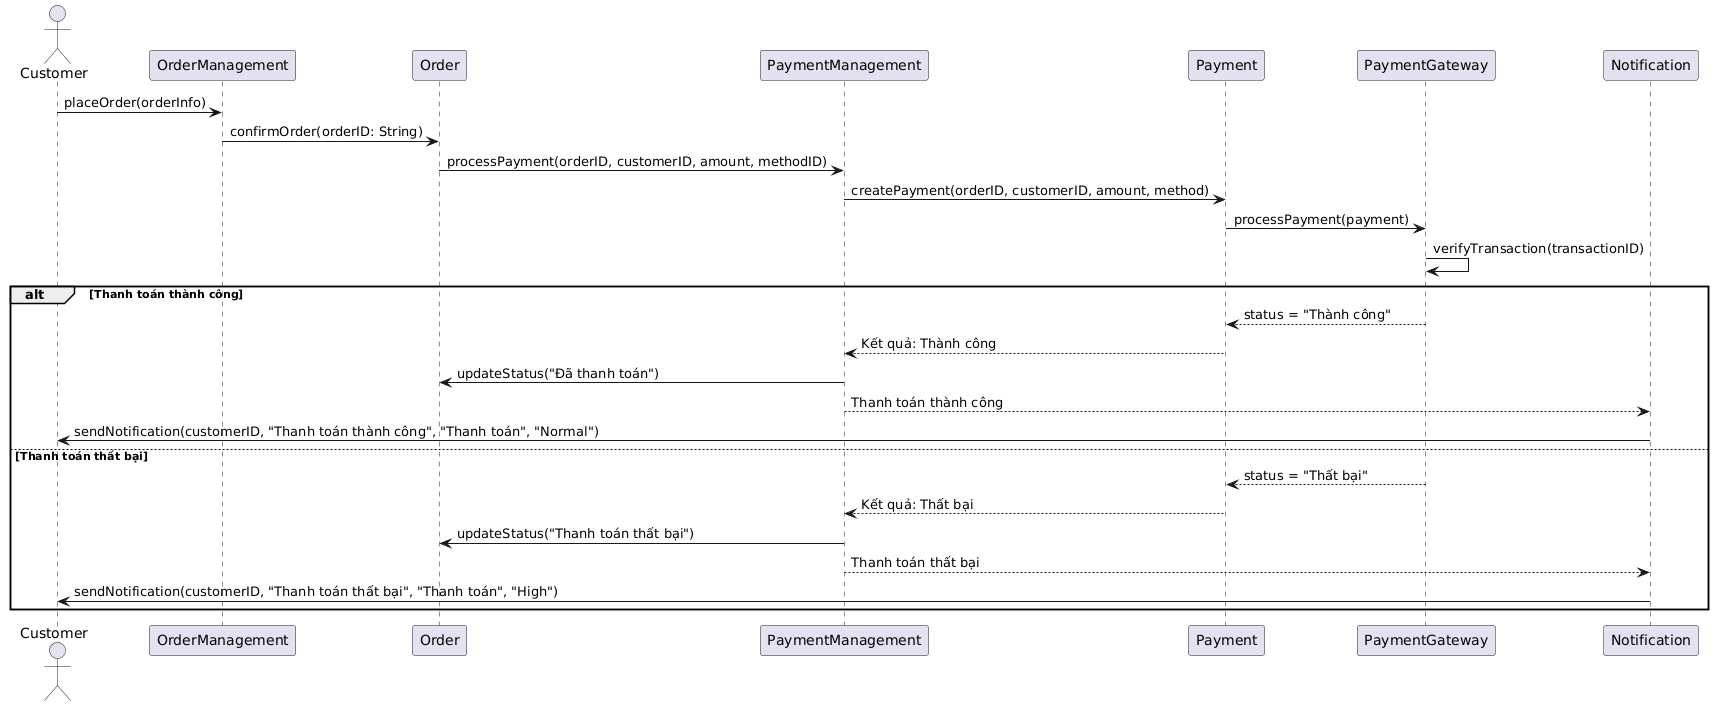 Customer
OrderManagement
Order
PaymentManagement
Payment
PaymentGateway
Notification
placeOrder(orderInfo)
confirmOrder(orderID: String)
processPayment(orderID, customerID, amount, methodID)
createPayment(orderID, customerID, amount, method)
processPayment(payment)
verifyTransaction(transactionID)
alt [Thanh toán thành công]
status = "Thành công"
Kết quả: Thành công
updateStatus("Đã thanh toán")
Thanh toán thành công
sendNotification(customerID, "Thanh toán thành công", "Thanh toán", "Normal")
[Thanh toán thất bại]
status = "Thất bại"
Kết quả: Thất bại
updateStatus("Thanh toán thất bại")
Thanh toán thất bại
sendNotification(customerID, "Thanh toán thất bại", "Thanh toán", "High")
Customer
OrderManagement
Order
PaymentManagement
Payment
PaymentGateway
Notification